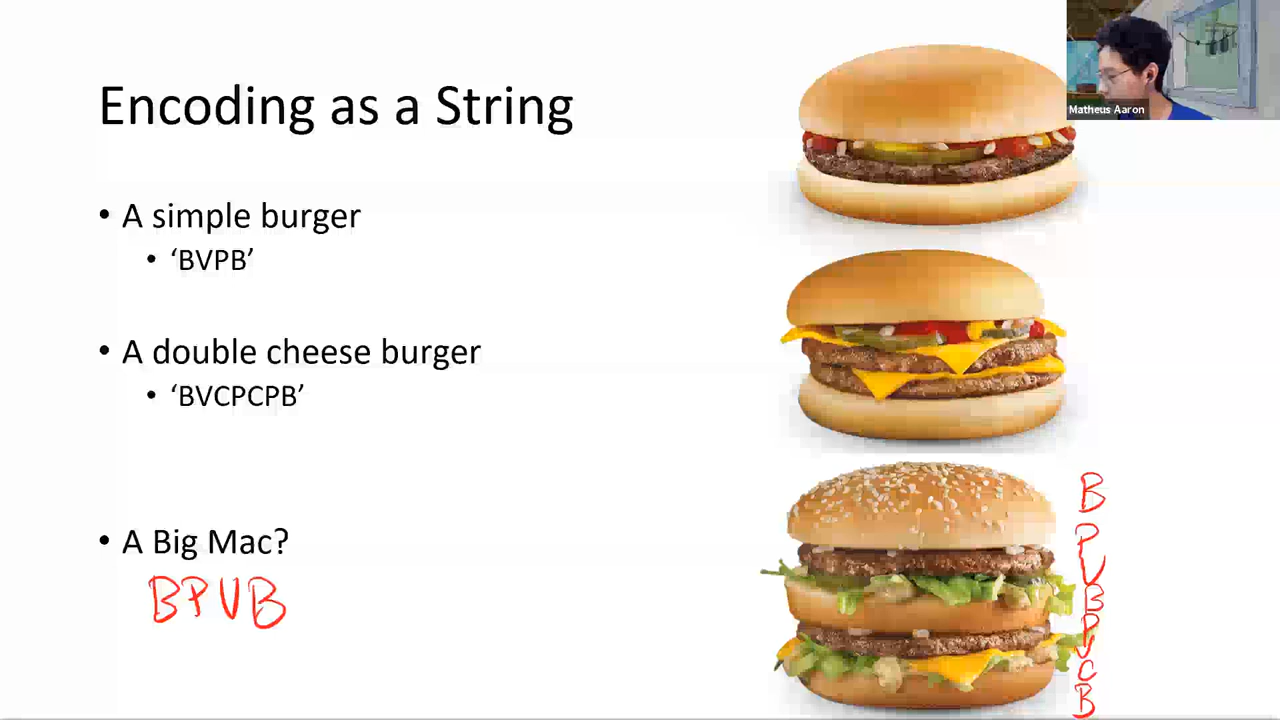 Matheus Aaron
Encoding as a String
• A simple burger
• ‘BVPB’
• A double cheese burger
• ‘BVCPCPB’
• A Big Mac?
BPVB
B
P
V
B
P
V
C
B